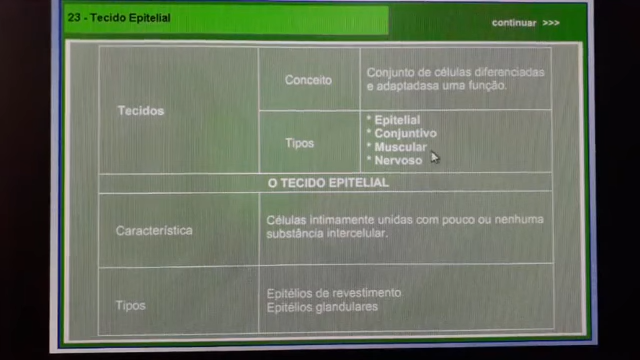 23 - Tecido Epitelial
continuar >>>
Tecidos
Conceito
Conjunto de células diferenciadas
e adaptadasa uma função.
Tipos
* Epitelial
* Conjuntivo
* Muscular
* Nervoso
O TECIDO EPITELIAL
Característica
Células intimamente unidas com pouco ou nenhuma
substância intercelular.
Tipos
Epitélios de revestimento
Epitélios glandulares